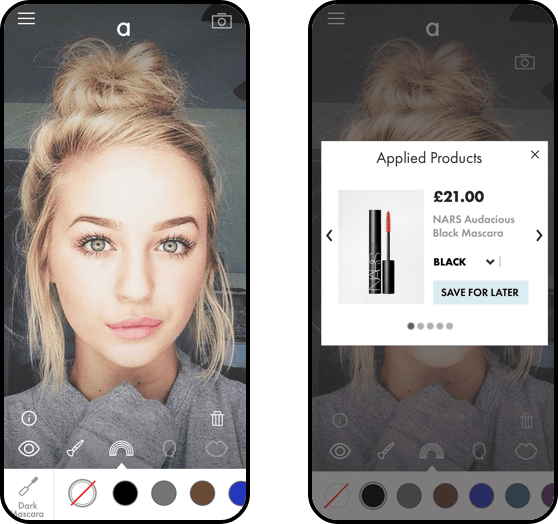 a
Dark
Mascara
a
Applied Products
£21.00
NARS Audacious
Black Mascara
NARS
BLACK
SAVE FOR LATER